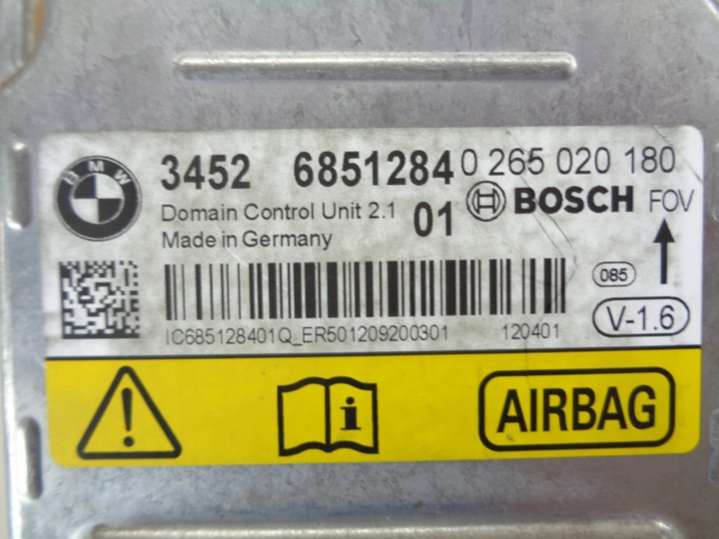 BMW
3452 6851284 0 265 020 180
Domain Control Unit 2.1 01 BOSCH FOV
Made in Germany
085
V-1.6
IC685128401Q_ER501209200301 120401
AIRBAG